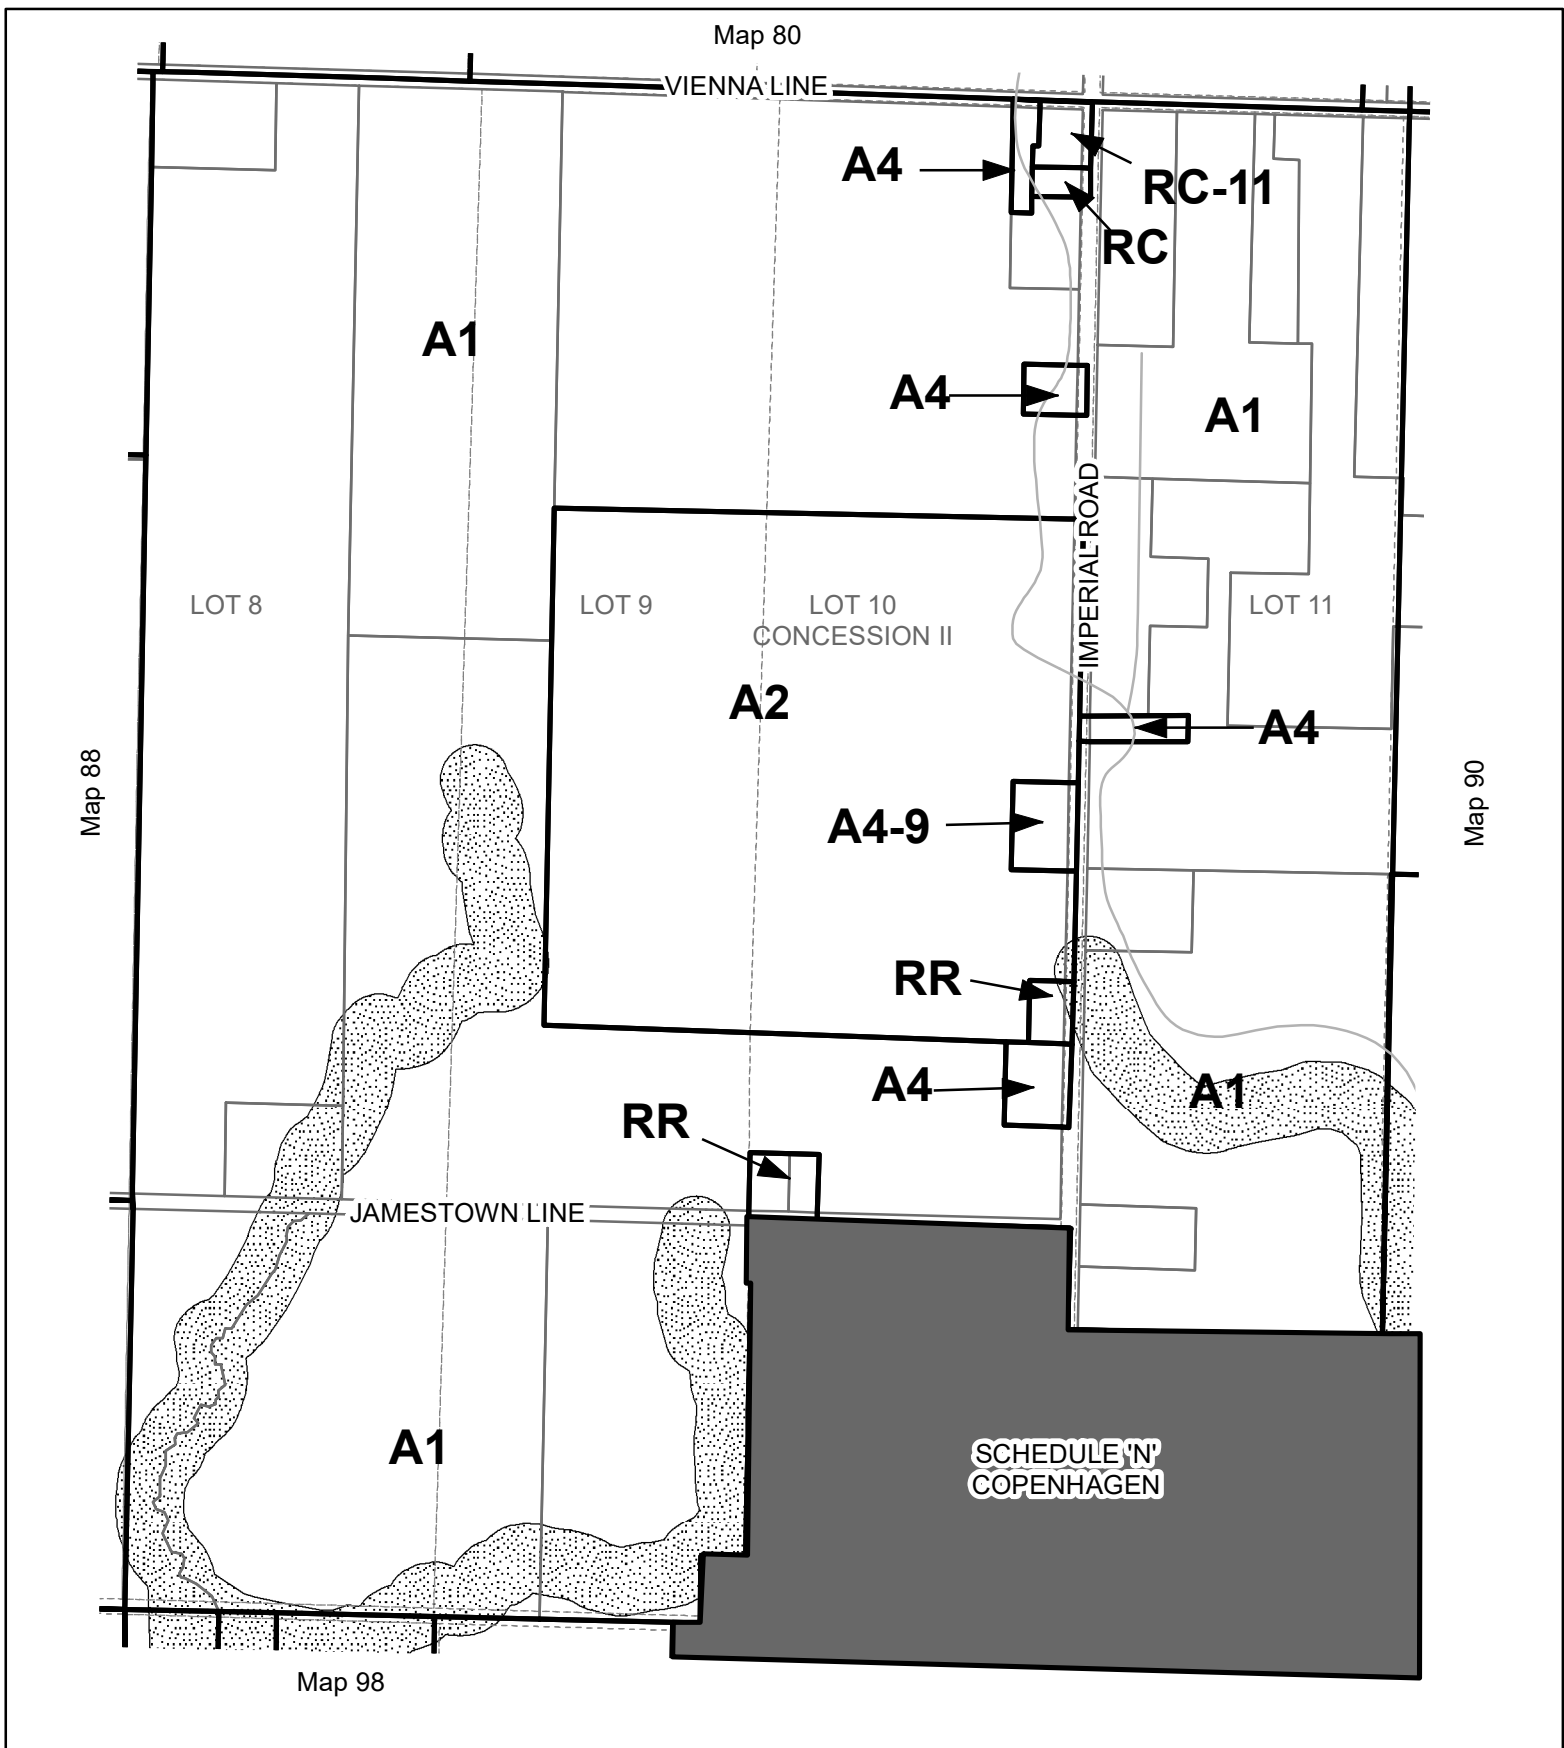 Map 80
VIENNA LINE
A4
RC-11
RC
A1
A4
A1
IMPERIAL ROAD
LOT 8
LOT 9
LOT 10
CONCESSION II
LOT 11
A2
A4
Map 88
Map 90
A4-9
RR
A4
A1
RR
JAMESTOWN LINE
A1
SCHEDULE 'N'
COPENHAGEN
Map 98